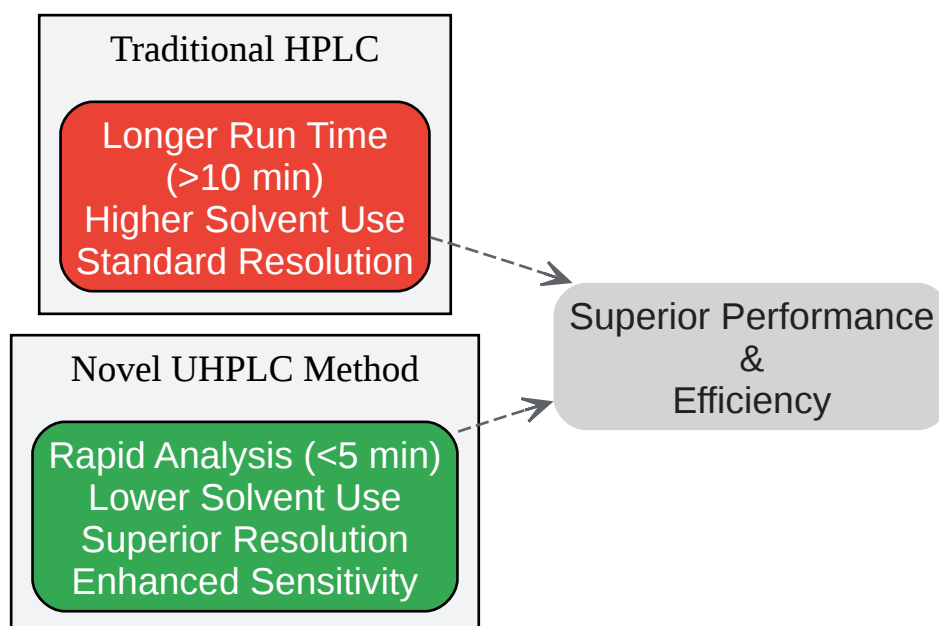 Traditional HPLC
Longer Run Time
(>10 min)
Higher Solvent Use
Standard Resolution
Novel UHPLC Method
Rapid Analysis (<5 min)
Lower Solvent Use
Superior Resolution
Enhanced Sensitivity
Superior Performance
&
Efficiency